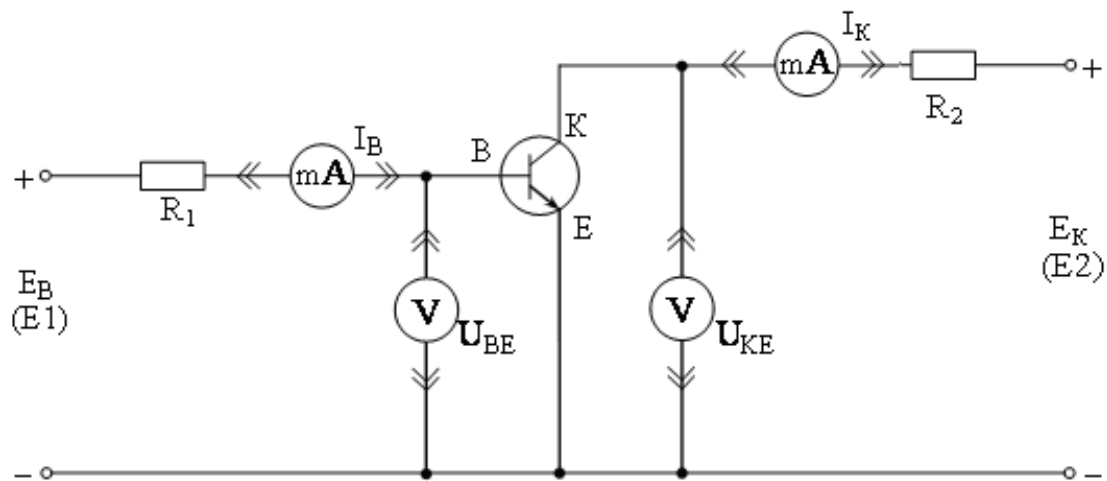 I_K
mA
+
R_2
K
I_B
B
+
mA
R_1
E
E_K
(E2)
E_B
(E1)
V
U_BE
V
U_KE
−
−